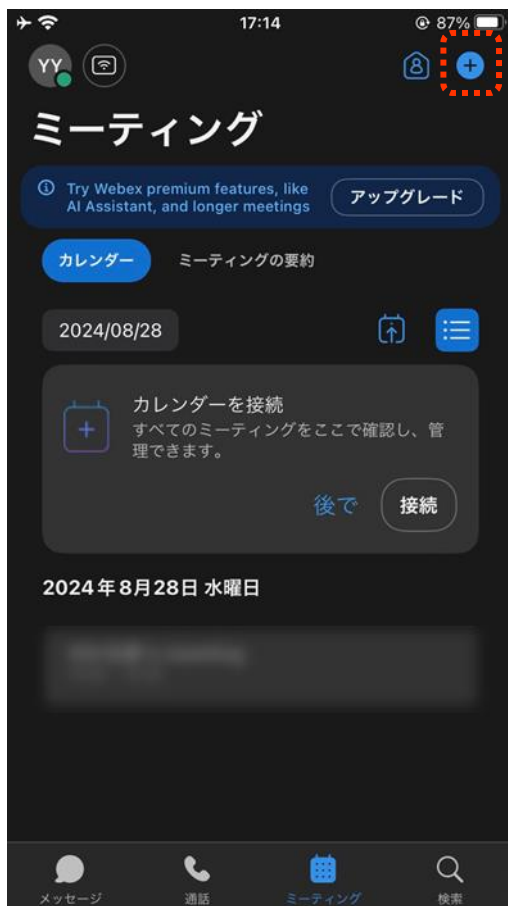 17:14
87%
YY
8
ミーティング
Try Webex premium features, like
AI Assistant, and longer meetings
アップグレード
カレンダー
ミーティングの要約
2024/08/28
カレンダーを接続
すべてのミーティングをここで確認し、管
理できます。
後で
接続
2024年8月28日 水曜日
メッセージ
通話
ミーティング
検索